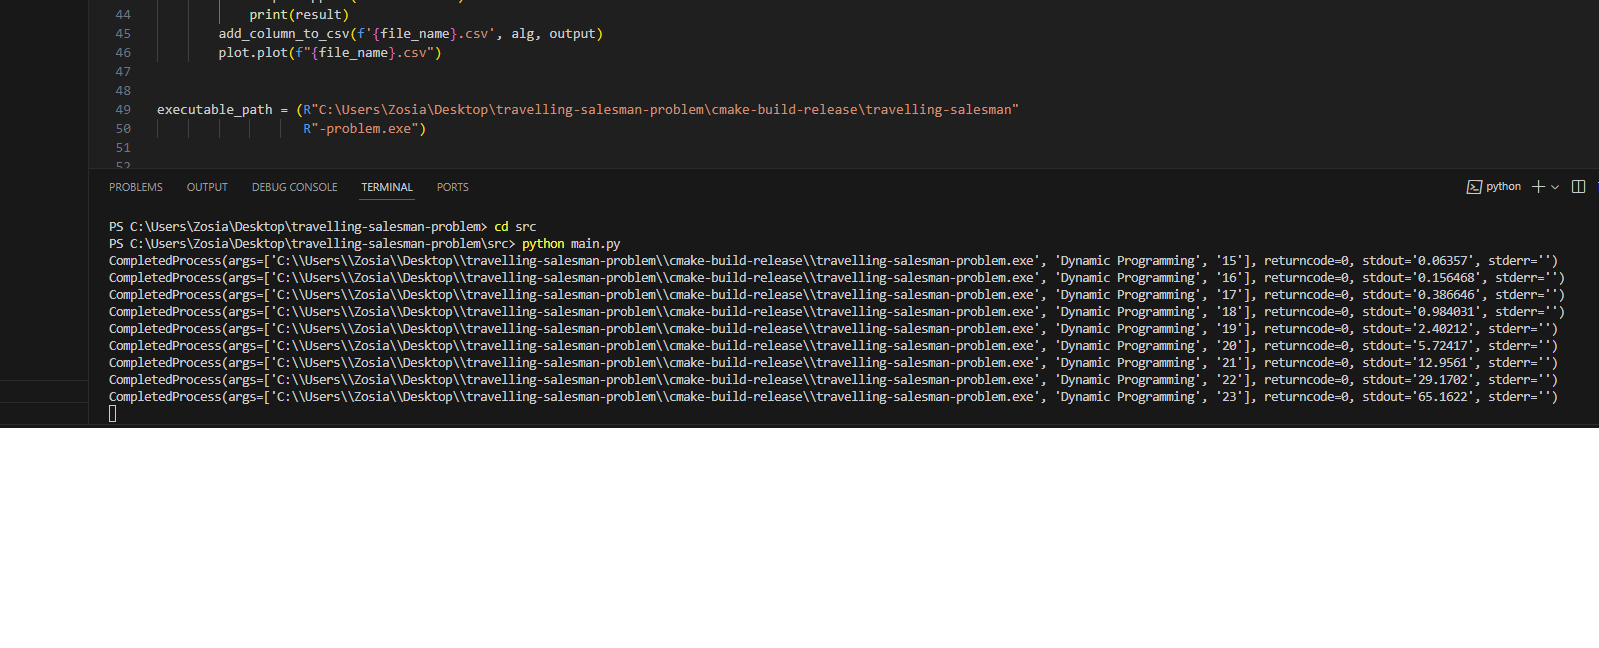 44 print(result)
45 add_column_to_csv(f'{file_name}.csv', alg, output)
46 plot.plot(f"{file_name}.csv")
47
48
49 executable_path = (R"C:\Users\Zosia\Desktop\travelling-salesman-problem\cmake-build-release\travelling-salesman"
50 R"-problem.exe")
51
52
PROBLEMS OUTPUT DEBUG CONSOLE TERMINAL PORTS python
PS C:\Users\Zosia\Desktop\travelling-salesman-problem> cd src
PS C:\Users\Zosia\Desktop\travelling-salesman-problem\src> python main.py
CompletedProcess(args=['C:\\Users\\Zosia\\Desktop\\travelling-salesman-problem\\cmake-build-release\\travelling-salesman-problem.exe', 'Dynamic Programming', '15'], returncode=0, stdout='0.06357', stderr='')
CompletedProcess(args=['C:\\Users\\Zosia\\Desktop\\travelling-salesman-problem\\cmake-build-release\\travelling-salesman-problem.exe', 'Dynamic Programming', '16'], returncode=0, stdout='0.156468', stderr='')
CompletedProcess(args=['C:\\Users\\Zosia\\Desktop\\travelling-salesman-problem\\cmake-build-release\\travelling-salesman-problem.exe', 'Dynamic Programming', '17'], returncode=0, stdout='0.386646', stderr='')
CompletedProcess(args=['C:\\Users\\Zosia\\Desktop\\travelling-salesman-problem\\cmake-build-release\\travelling-salesman-problem.exe', 'Dynamic Programming', '18'], returncode=0, stdout='0.984031', stderr='')
CompletedProcess(args=['C:\\Users\\Zosia\\Desktop\\travelling-salesman-problem\\cmake-build-release\\travelling-salesman-problem.exe', 'Dynamic Programming', '19'], returncode=0, stdout='2.40212', stderr='')
CompletedProcess(args=['C:\\Users\\Zosia\\Desktop\\travelling-salesman-problem\\cmake-build-release\\travelling-salesman-problem.exe', 'Dynamic Programming', '20'], returncode=0, stdout='5.72417', stderr='')
CompletedProcess(args=['C:\\Users\\Zosia\\Desktop\\travelling-salesman-problem\\cmake-build-release\\travelling-salesman-problem.exe', 'Dynamic Programming', '21'], returncode=0, stdout='12.9561', stderr='')
CompletedProcess(args=['C:\\Users\\Zosia\\Desktop\\travelling-salesman-problem\\cmake-build-release\\travelling-salesman-problem.exe', 'Dynamic Programming', '22'], returncode=0, stdout='29.1702', stderr='')
CompletedProcess(args=['C:\\Users\\Zosia\\Desktop\\travelling-salesman-problem\\cmake-build-release\\travelling-salesman-problem.exe', 'Dynamic Programming', '23'], returncode=0, stdout='65.1622', stderr='')